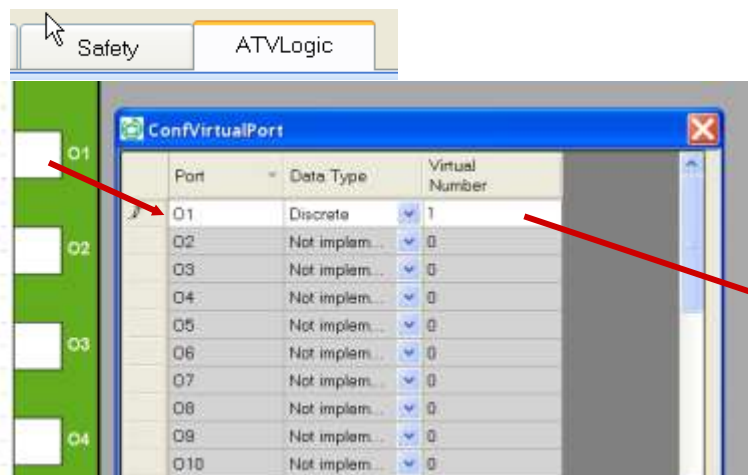 Safety ATVLogic
ConfVirtualPort
Port Data Type Virtual Number
O1 Discrete 1
O2 Not implem... 0
O3 Not implem... 0
O4 Not implem... 0
O5 Not implem... 0
O6 Not implem... 0
O7 Not implem... 0
O8 Not implem... 0
O9 Not implem... 0
O10 Not implem... 0
O1
O2
O3
O4